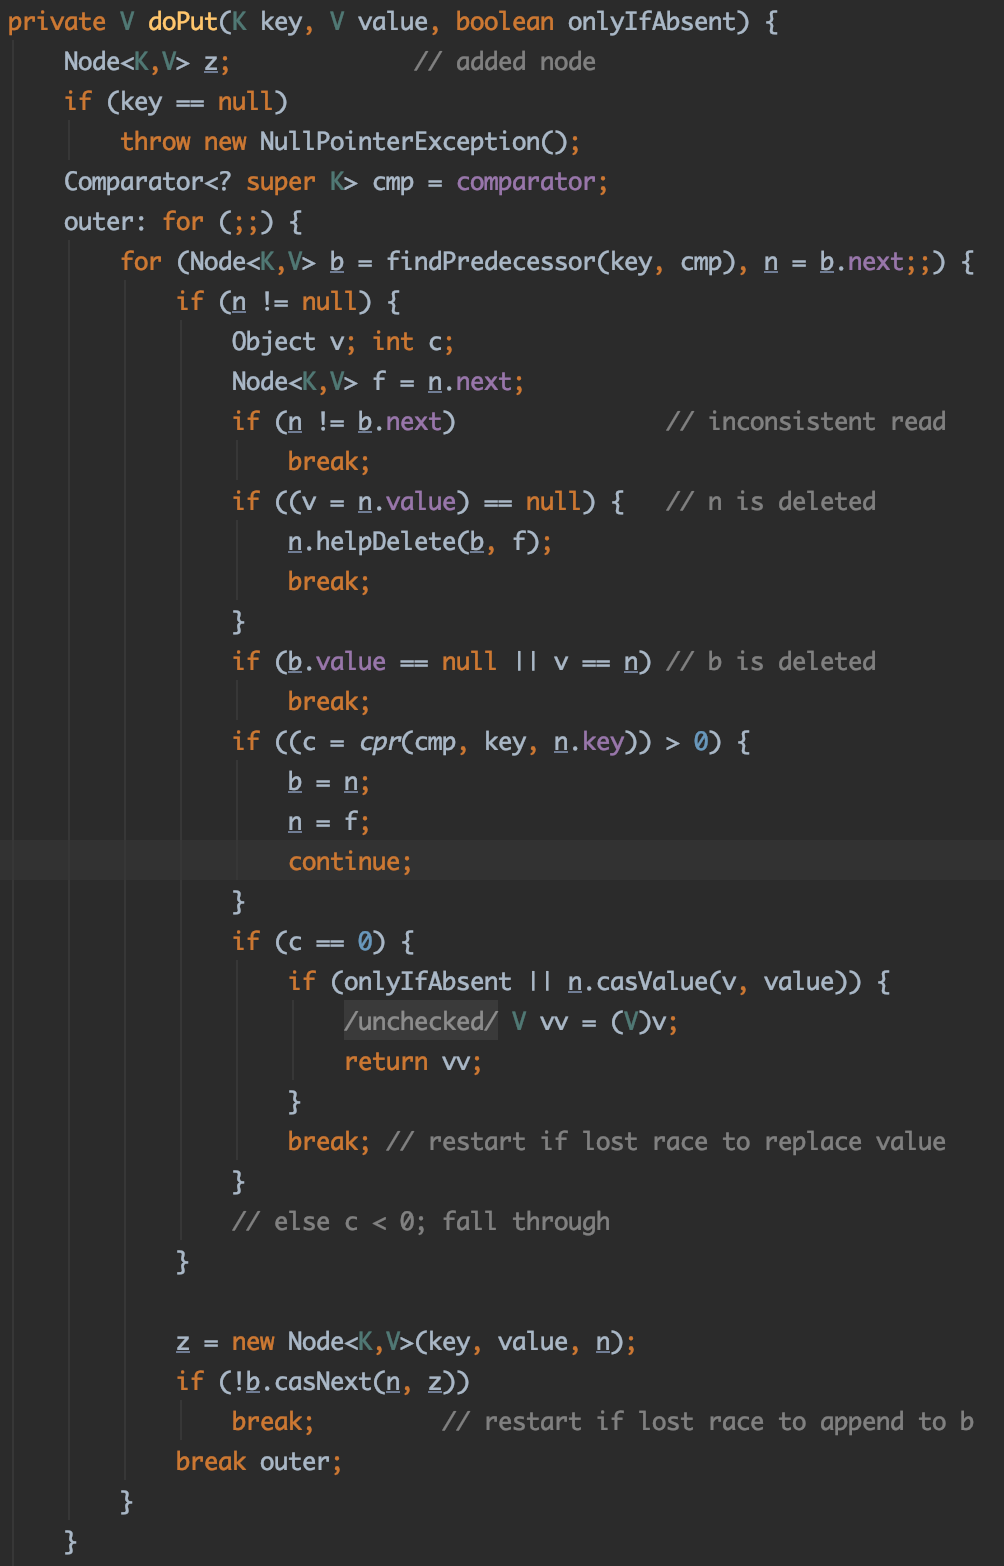 private V doPut(K key, V value, boolean onlyIfAbsent) {
    Node<K,V> z;             // added node
    if (key == null)
        throw new NullPointerException();
    Comparator<? super K> cmp = comparator;
    outer: for (;;) {
        for (Node<K,V> b = findPredecessor(key, cmp), n = b.next;;) {
            if (n != null) {
                Object v; int c;
                Node<K,V> f = n.next;
                if (n != b.next)               // inconsistent read
                    break;
                if ((v = n.value) == null) {   // n is deleted
                    n.helpDelete(b, f);
                    break;
                }
                if (b.value == null || v == n) // b is deleted
                    break;
                if ((c = cpr(cmp, key, n.key)) > 0) {
                    b = n;
                    n = f;
                    continue;
                }
                if (c == 0) {
                    if (onlyIfAbsent || n.casValue(v, value)) {
                        /unchecked/ V vv = (V)v;
                        return vv;
                    }
                    break; // restart if lost race to replace value
                }
                // else c < 0; fall through
            }

            z = new Node<K,V>(key, value, n);
            if (!b.casNext(n, z))
                break;         // restart if lost race to append to b
            break outer;
        }
    }